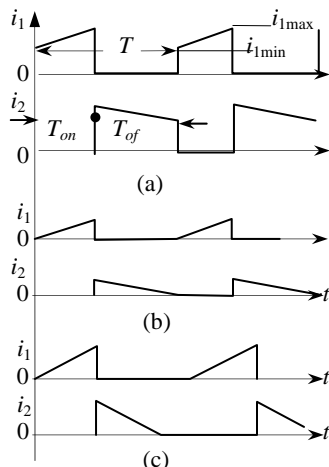 i₁
i₁max
T
i₁min
0
i₂
Tₒₙ
Tₒf
0
(a)
i₁
0
i₂
0
t
(b)
i₁
0
t
i₂
0
t
(c)